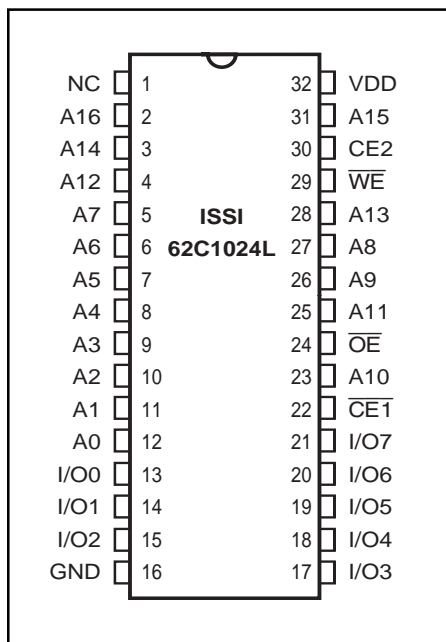 NC 1 32 VDD
A16 2 31 A15
A14 3 30 CE2
A12 4 29 W̅E̅
A7 5 ISSI 28 A13
A6 6 62C1024L 27 A8
A5 7 26 A9
A4 8 25 A11
A3 9 24 O̅E̅
A2 10 23 A10
A1 11 22 C̅E̅1̅
A0 12 21 I/O7
I/O0 13 20 I/O6
I/O1 14 19 I/O5
I/O2 15 18 I/O4
GND 16 17 I/O3